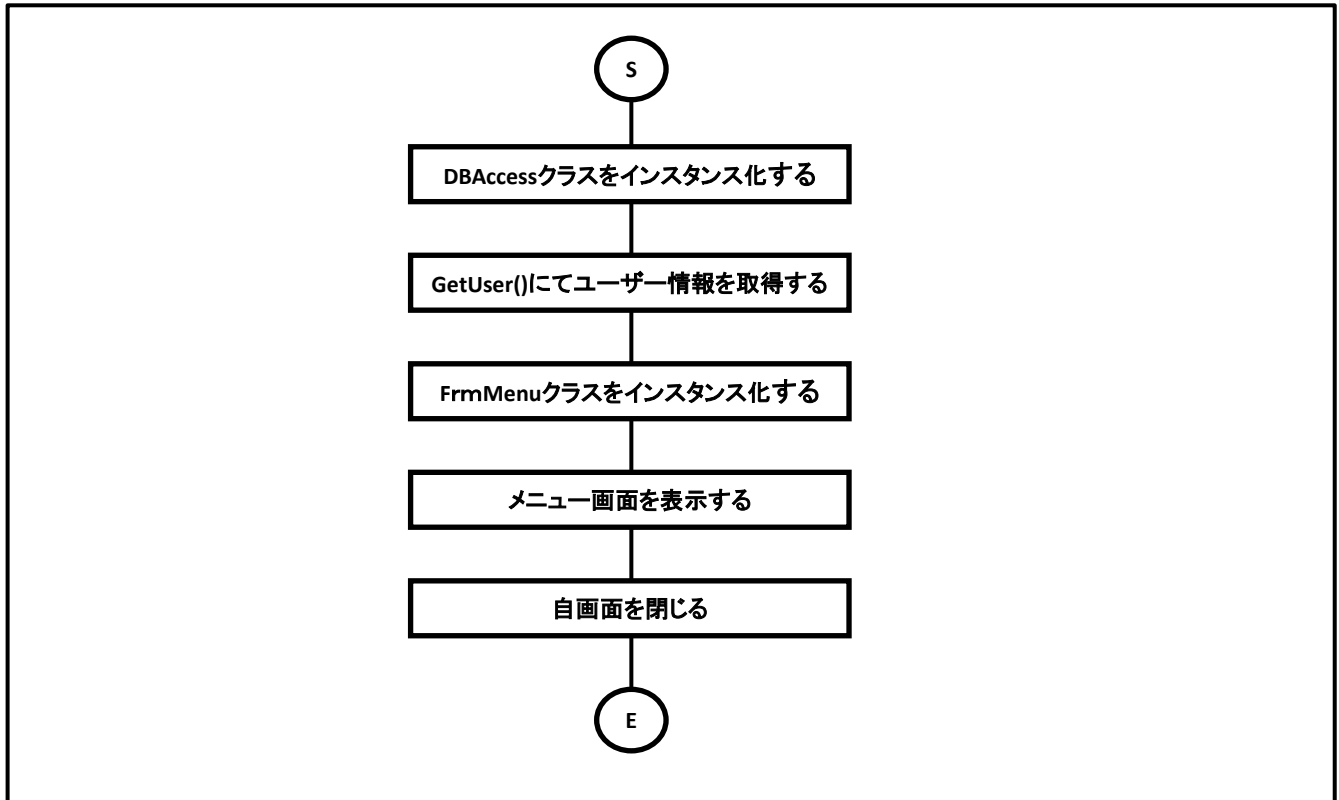 S
DBAccessクラスをインスタンス化する
GetUser()にてユーザー情報を取得する
FrmMenuクラスをインスタンス化する
メニュー画面を表示する
自画面を閉じる
E